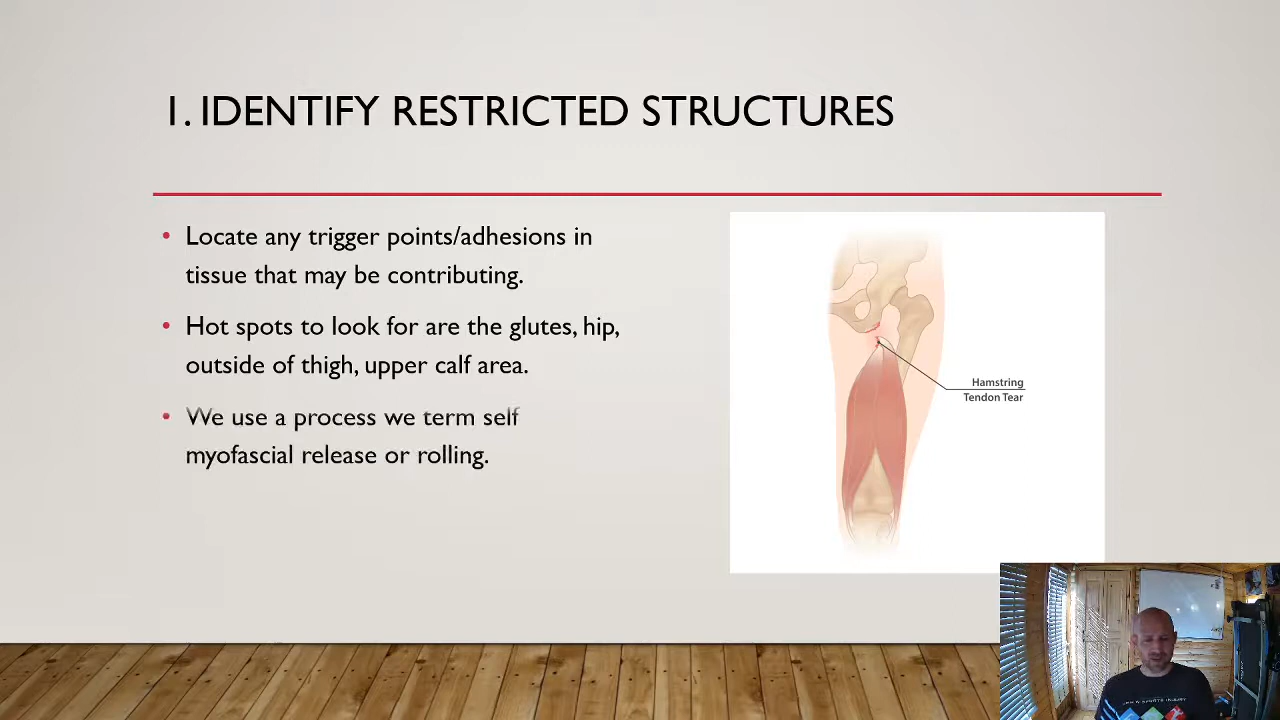 1. IDENTIFY RESTRICTED STRUCTURES
• Locate any trigger points/adhesions in
tissue that may be contributing.
• Hot spots to look for are the glutes, hip,
outside of thigh, upper calf area.
• We use a process we term self
myofascial release or rolling.
Hamstring
Tendon Tear